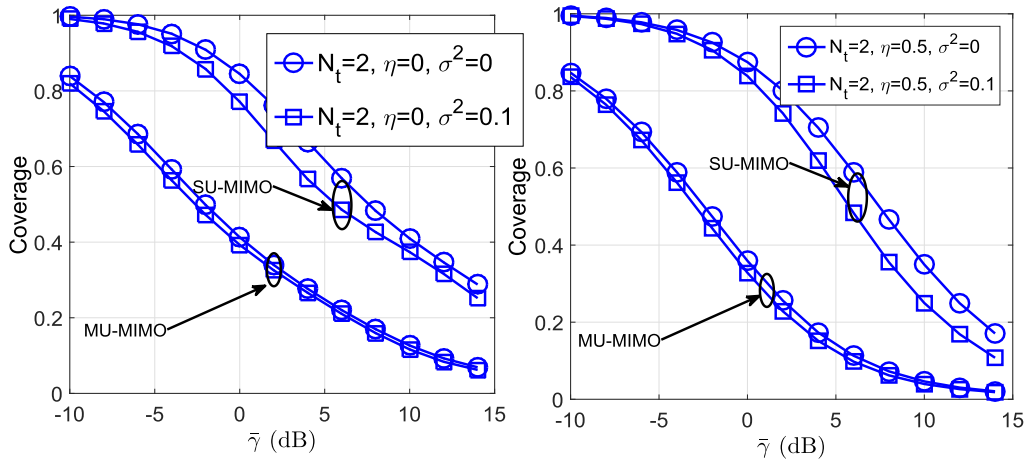 1
0.8
0.6
0.4
0.2
0
Coverage
-10
-5
0
5
10
15
γ̄ (dB)
N_t=2, η=0, σ²=0
N_t=2, η=0, σ²=0.1
SU-MIMO
MU-MIMO
1
0.8
0.6
0.4
0.2
0
Coverage
-10
-5
0
5
10
15
γ̄ (dB)
N_t=2, η=0.5, σ²=0
N_t=2, η=0.5, σ²=0.1
SU-MIMO
MU-MIMO